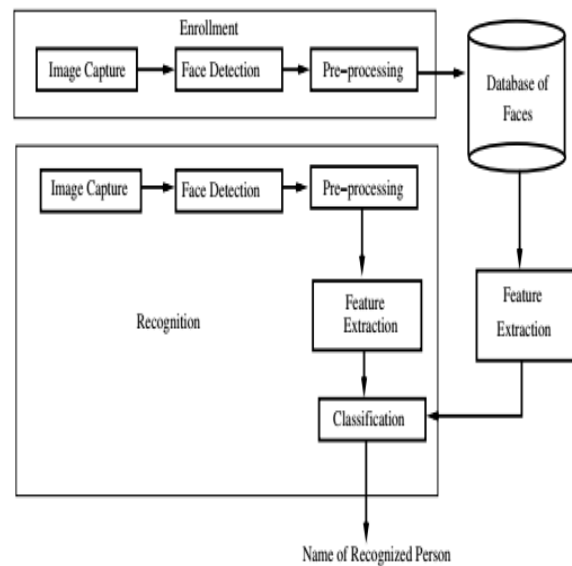 Enrollment
Image Capture
Face Detection
Pre-processing
Database of
Faces
Image Capture
Face Detection
Pre-processing
Recognition
Feature
Extraction
Feature
Extraction
Classification
Name of Recognized Person